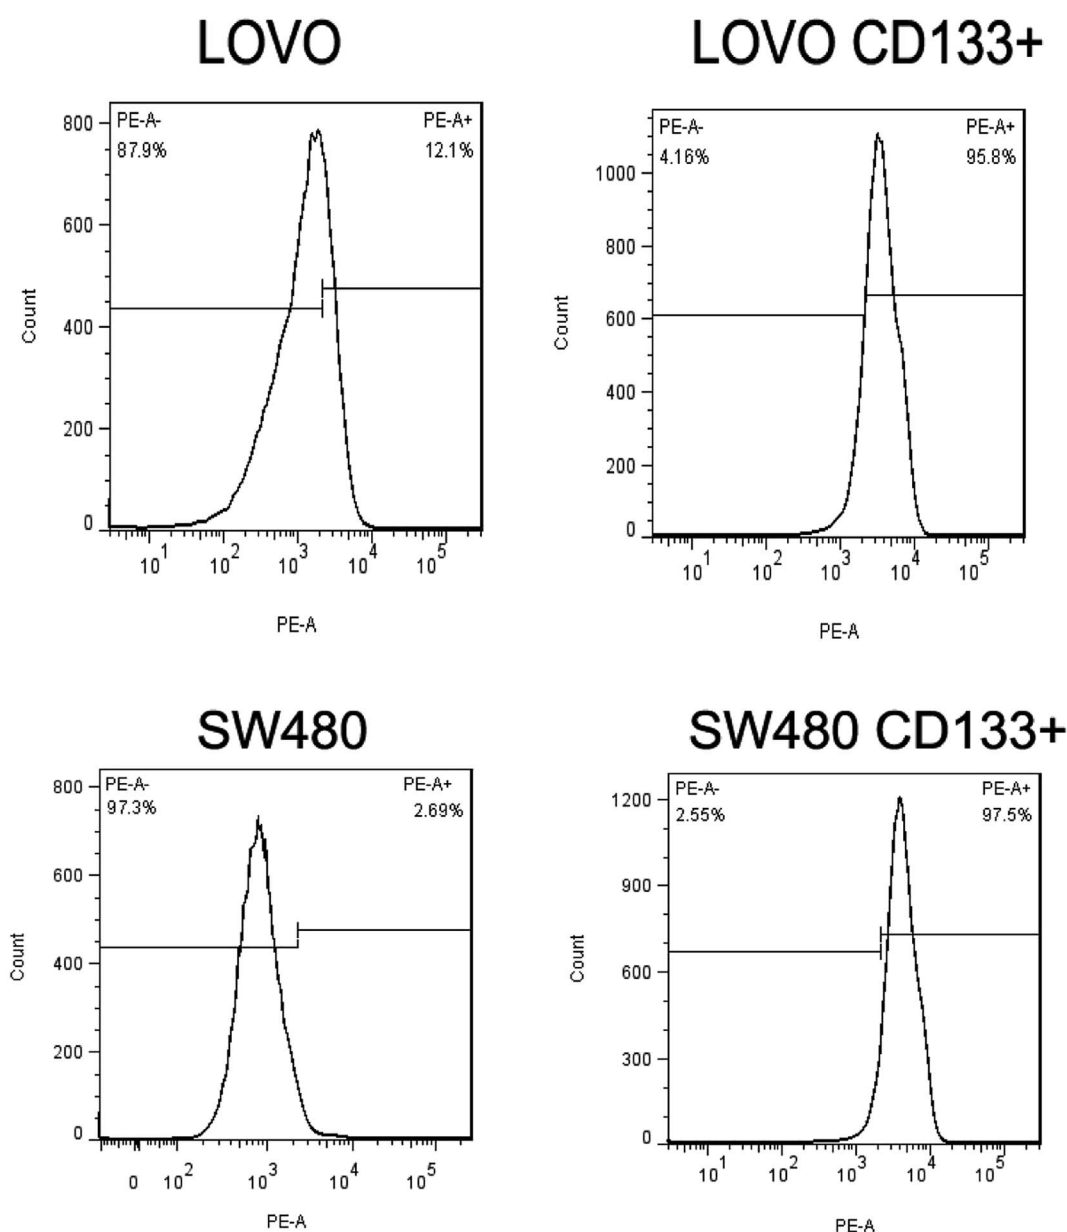 LOVO
PE-A- PE-A+
87.9% 12.1%
800
600
400
200
0
Count
10^1 10^2 10^3 10^4 10^5
PE-A
LOVO CD133+
PE-A- PE-A+
4.16% 95.8%
1000
800
600
400
200
0
Count
10^1 10^2 10^3 10^4 10^5
PE-A
SW480
PE-A- PE-A+
97.3% 2.69%
800
600
400
200
0
Count
0 10^2 10^3 10^4 10^5
PE-A
SW480 CD133+
PE-A- PE-A+
2.55% 97.5%
1200
900
600
300
0
Count
10^1 10^2 10^3 10^4 10^5
PE-A